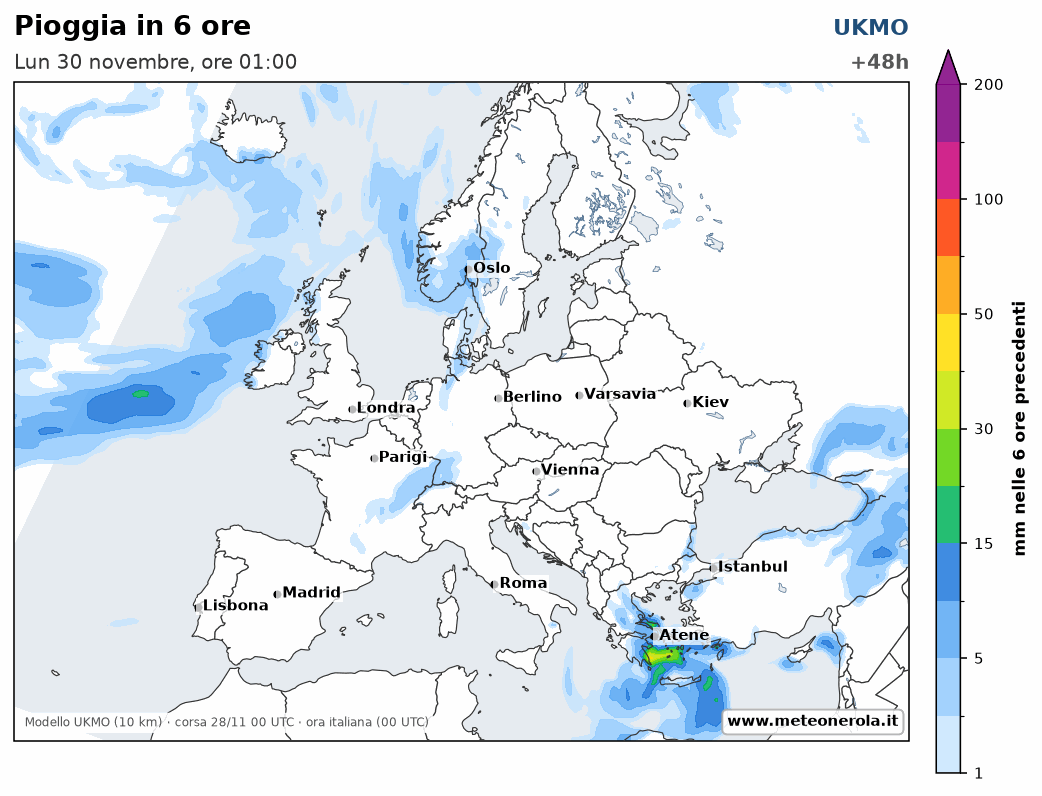 Pioggia in 6 ore
UKMO
Lun 30 novembre, ore 01:00
+48h
200
100
50
30
15
5
1
mm nelle 6 ore precedenti
Oslo
Berlino
Varsavia
Kiev
Londra
Parigi
Vienna
Istanbul
Roma
Madrid
Lisbona
Atene
Modello UKMO (10 km) · corsa 28/11 00 UTC · ora italiana (00 UTC)
www.meteonerola.it